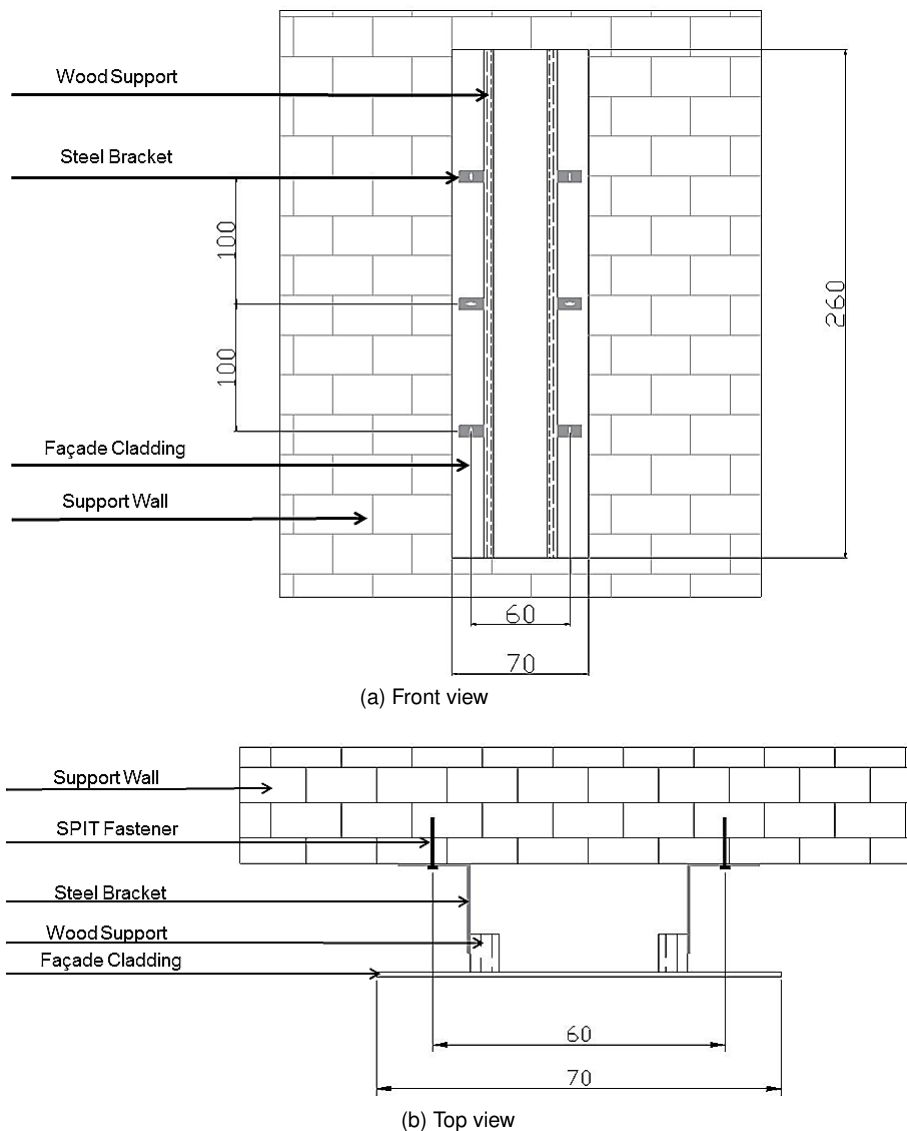 Wood Support
Steel Bracket
100
260
100
Façade Cladding
Support Wall
60
70
(a) Front view
Support Wall
SPIT Fastener
Steel Bracket
Wood Support
Façade Cladding
60
70
(b) Top view